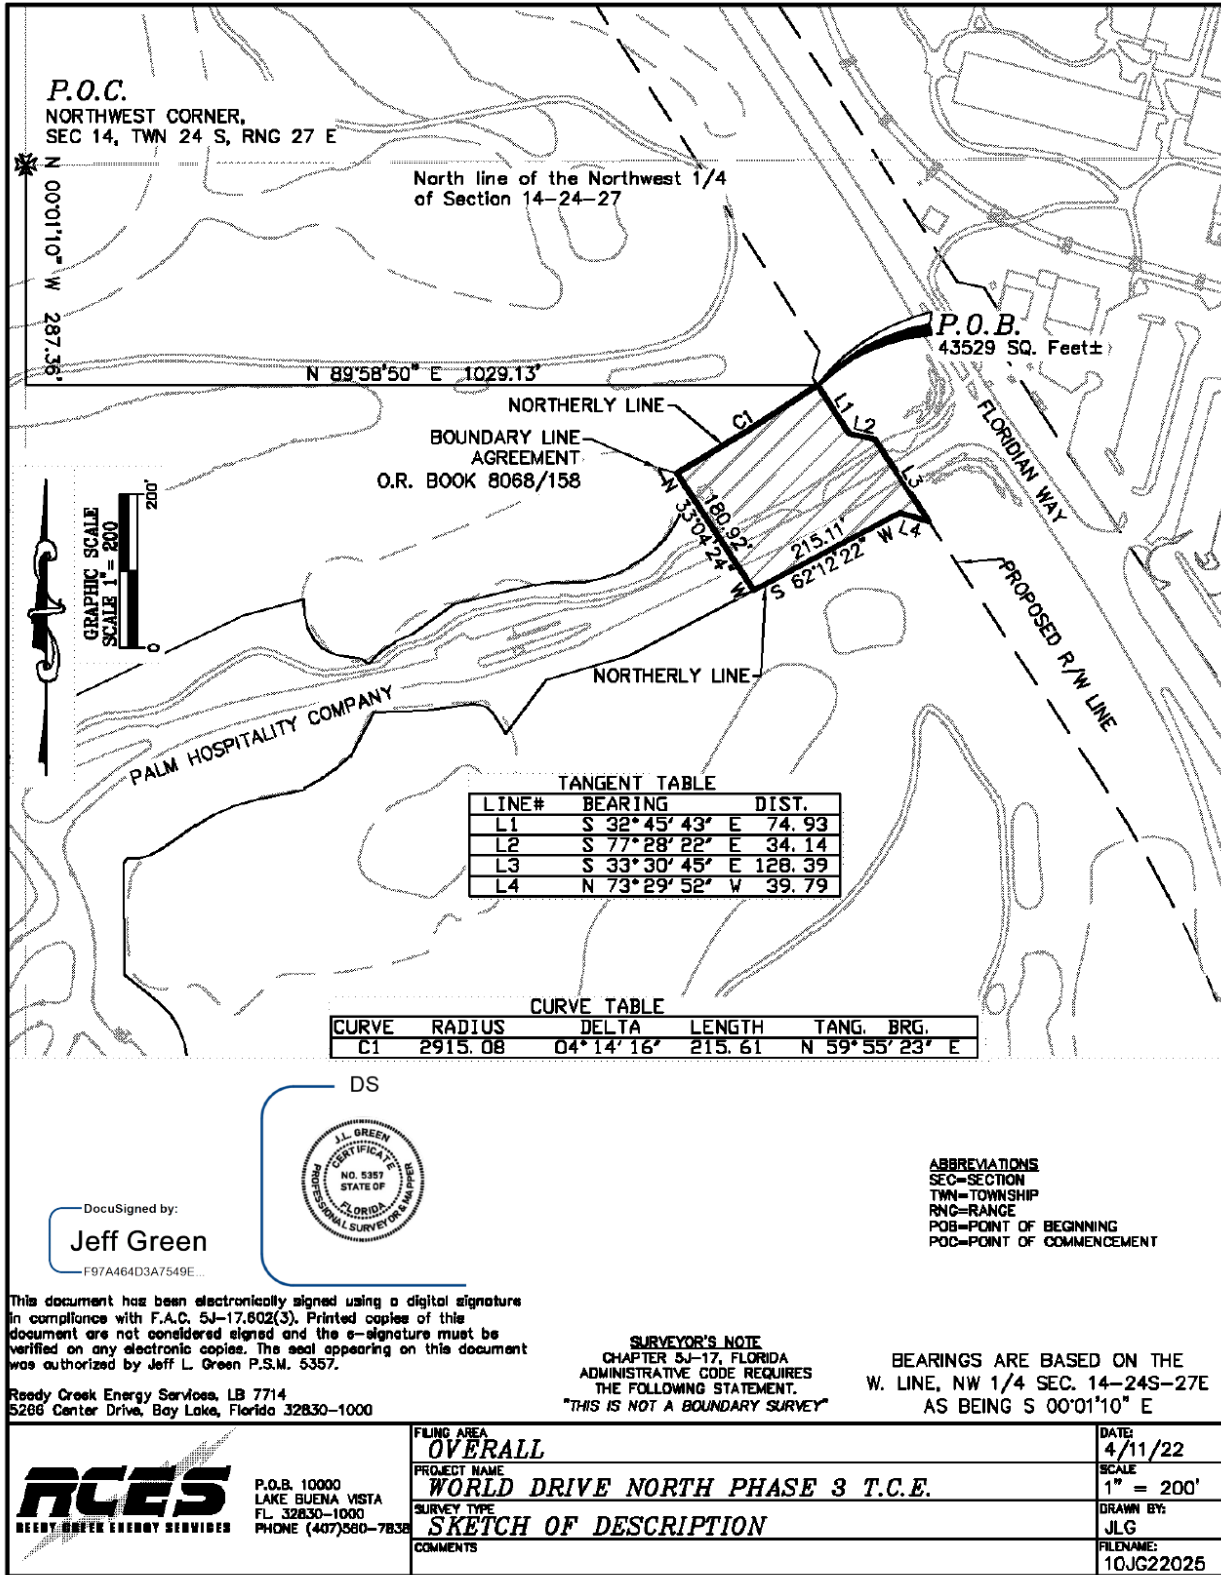 P.O.C.
NORTHWEST CORNER,
SEC 14, TWN 24 S, RNG 27 E
N 00°01'10" W 287.36'
North line of the Northwest 1/4
of Section 14-24-27
P.O.B.
43529 SQ. Feet±
N 89°58'50" E 1029.13'
NORTHERLY LINE
C1
L1
L2
L3
L4
BOUNDARY LINE
AGREEMENT
O.R. BOOK 8068/158
FLORIDIAN WAY
180.92'
N 33°04'24" W
215.11'
S 62°12'22" W
GRAPHIC SCALE
SCALE 1" = 200
0
200'
PROPOSED R/W LINE
NORTHERLY LINE
PALM HOSPITALITY COMPANY
TANGENT TABLE
LINE# BEARING DIST.
L1 S 32°45'43" E 74.93
L2 S 77°28'22" E 34.14
L3 S 33°30'45" E 128.39
L4 N 73°29'52" W 39.79
CURVE TABLE
CURVE RADIUS DELTA LENGTH TANG. BRG.
C1 2915.08 04°14'16" 215.61 N 59°55'23" E
DS
J.L. GREEN
CERTIFICATE
NO. 5357
STATE OF
FLORIDA
PROFESSIONAL SURVEYOR & MAPPER
DocuSigned by:
Jeff Green
F97A464D3A7549E...
ABBREVIATIONS
SEC=SECTION
TWN=TOWNSHIP
RNG=RANGE
POB=POINT OF BEGINNING
POC=POINT OF COMMENCEMENT
This document has been electronically signed using a digital signature
in compliance with F.A.C. 5J-17.602(3). Printed copies of this
document are not considered signed and the e-signature must be
verified on any electronic copies. The seal appearing on this document
was authorized by Jeff L. Green P.S.M. 5357.
Reedy Creek Energy Services, LB 7714
5266 Center Drive, Bay Lake, Florida 32830-1000
SURVEYOR'S NOTE
CHAPTER 5J-17, FLORIDA
ADMINISTRATIVE CODE REQUIRES
THE FOLLOWING STATEMENT.
"THIS IS NOT A BOUNDARY SURVEY"
BEARINGS ARE BASED ON THE
W. LINE, NW 1/4 SEC. 14-24S-27E
AS BEING S 00°01'10" E
RCES
REEDY CREEK ENERGY SERVICES
P.O.B. 10000
LAKE BUENA VISTA
FL 32830-1000
PHONE (407)560-7838
FILING AREA
OVERALL
PROJECT NAME
WORLD DRIVE NORTH PHASE 3 T.C.E.
SURVEY TYPE
SKETCH OF DESCRIPTION
COMMENTS
DATE:
4/11/22
SCALE
1" = 200'
DRAWN BY:
JLG
FILENAME:
10JG22025